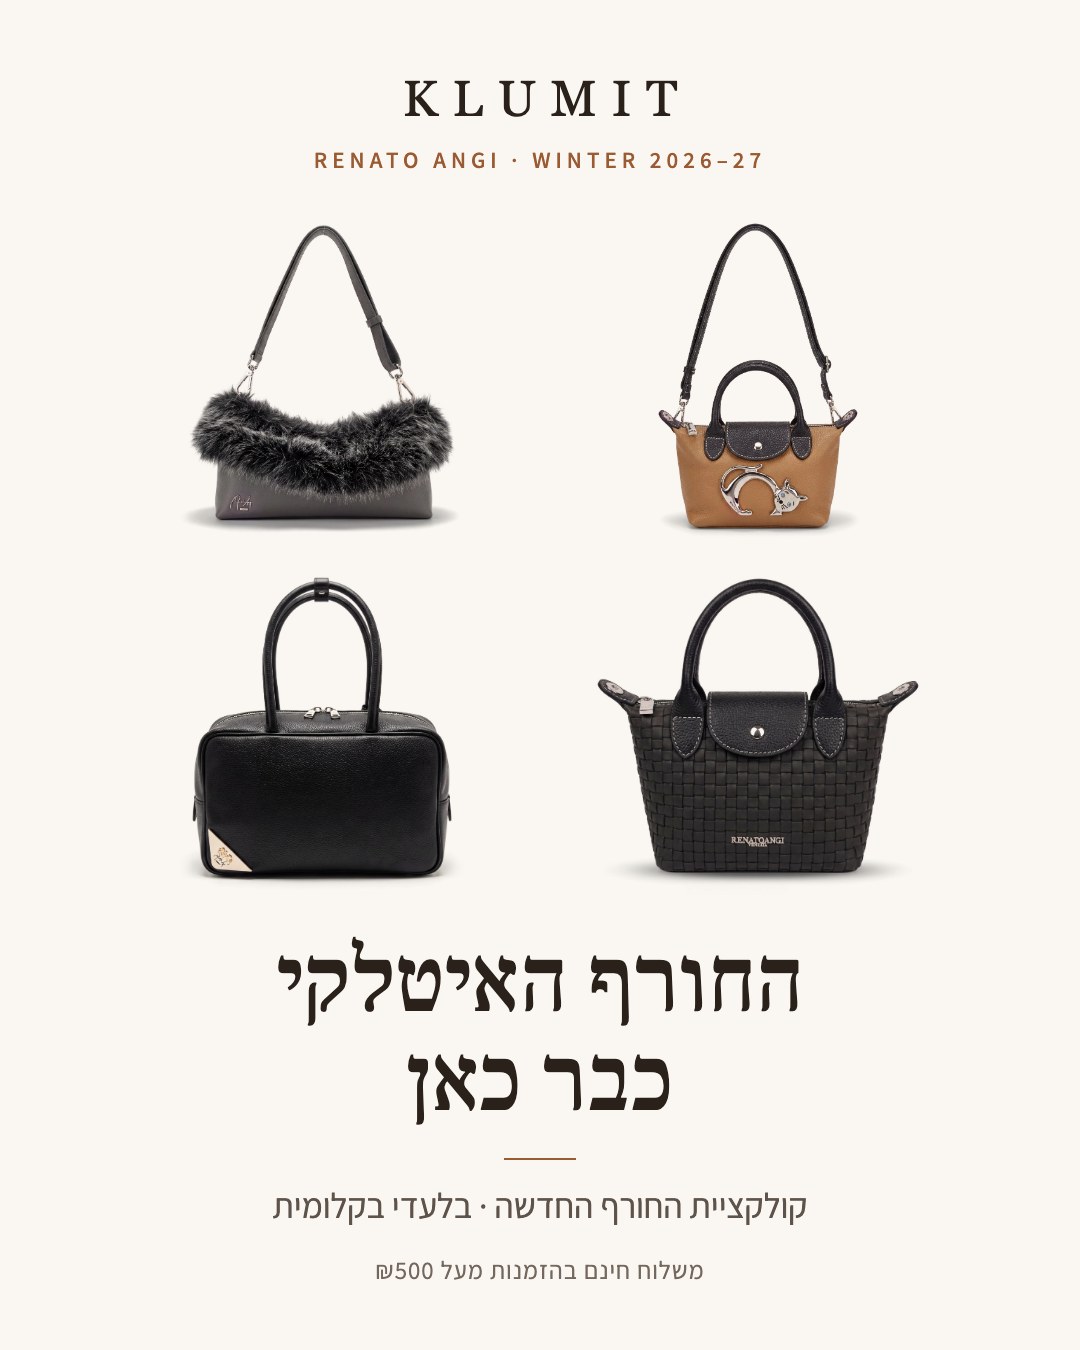 KLUMIT
RENATO ANGI · WINTER 2026–27
RENATOANGI
החורף האיטלקי
כבר כאן
קולקציית החורף החדשה · בלעדי בקלומית
משלוח חינם בהזמנות מעל 500₪